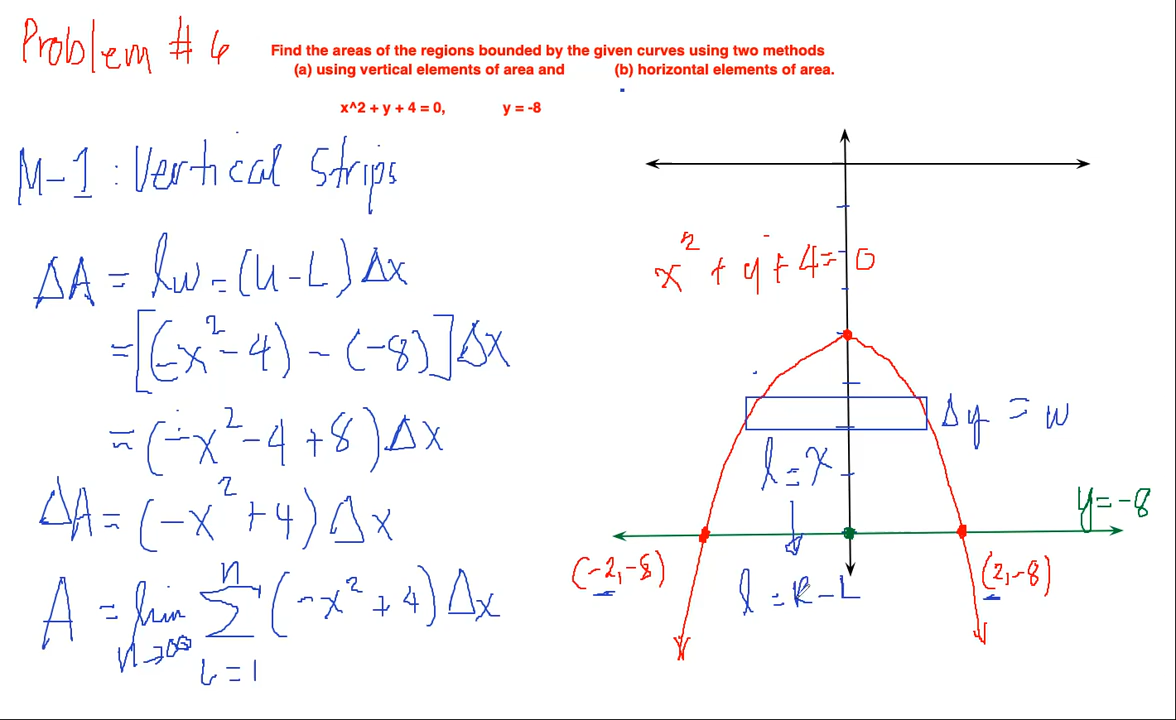 Problem # 6
Find the areas of the regions bounded by the given curves using two methods
(a) using vertical elements of area and (b) horizontal elements of area.
x^2 + y + 4 = 0, y = -8
M-1 : Vertical Strips
ΔA = lw = (U - L) Δx
= [(-x² - 4) - (-8)] Δx
= (-x² - 4 + 8) Δx
ΔA = (-x² + 4) Δx
A = lim n→∞ Σ n i=1 (-x² + 4) Δx
x² + y + 4 = 0
Δy = w
l = x
y = -8
(-2, -8)
(2, -8)
l = R - L